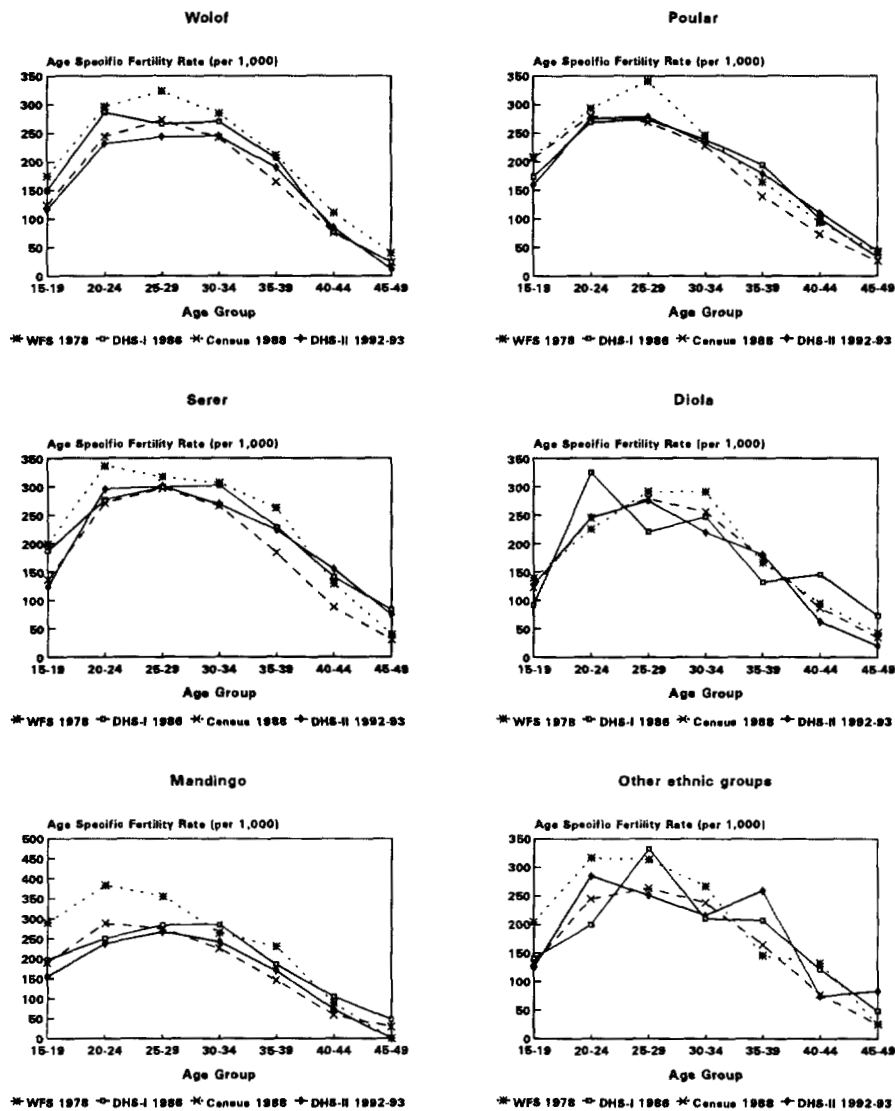 Wolof
Age Specific Fertility Rate (per 1,000)
350
300
250
200
150
100
50
0
15-19 20-24 25-29 30-34 35-39 40-44 45-49
Age Group
WFS 1978 DHS-I 1986 Census 1988 DHS-II 1992-93
Poular
Age Specific Fertility Rate (per 1,000)
350
300
250
200
150
100
50
0
15-19 20-24 25-29 30-34 35-39 40-44 45-49
Age Group
WFS 1978 DHS-I 1986 Census 1988 DHS-II 1992-93
Serer
Age Specific Fertility Rate (per 1,000)
350
300
250
200
150
100
50
0
15-19 20-24 25-29 30-34 35-39 40-44 45-49
Age Group
WFS 1978 DHS-I 1986 Census 1988 DHS-II 1992-93
Diola
Age Specific Fertility Rate (per 1,000)
350
300
250
200
150
100
50
0
15-19 20-24 25-29 30-34 35-39 40-44 45-49
Age Group
WFS 1978 DHS-I 1986 Census 1988 DHS-II 1992-93
Mandingo
Age Specific Fertility Rate (per 1,000)
500
450
400
350
300
250
200
150
100
50
0
15-19 20-24 25-29 30-34 35-39 40-44 45-49
Age Group
WFS 1978 DHS-I 1986 Census 1988 DHS-II 1992-93
Other ethnic groups
Age Specific Fertility Rate (per 1,000)
350
300
250
200
150
100
50
0
15-19 20-24 25-29 30-34 35-39 40-44 45-49
Age Group
WFS 1978 DHS-I 1986 Census 1988 DHS-II 1992-93